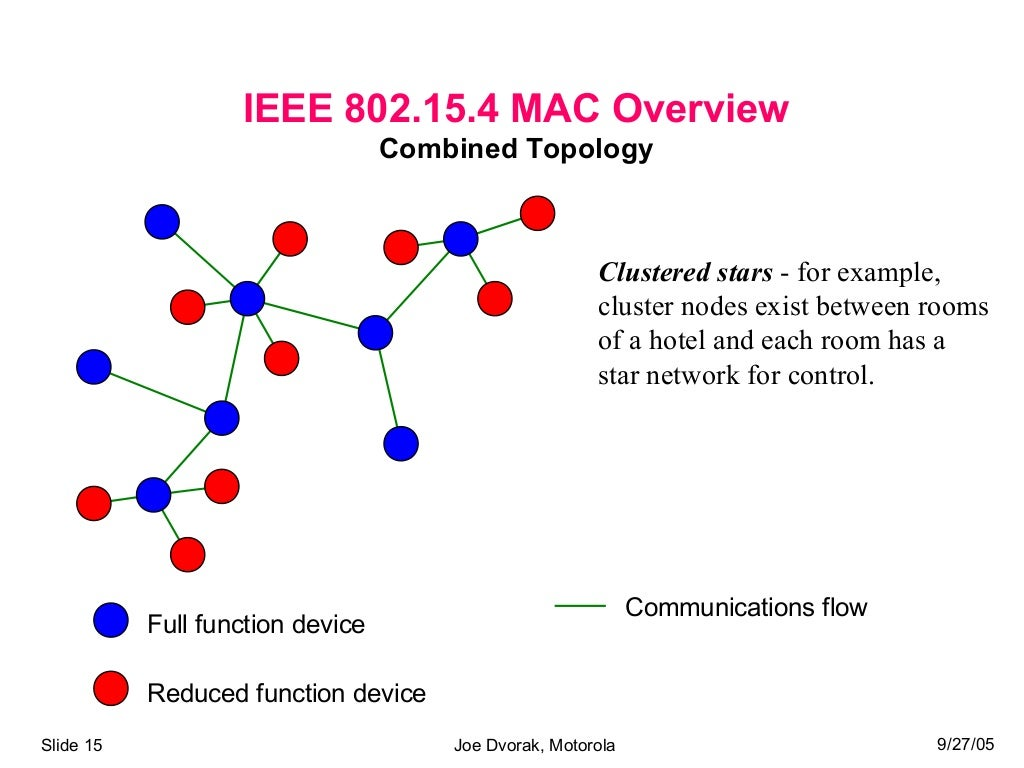 IEEE 802.15.4 MAC Overview
Combined Topology
Clustered stars - for example,
cluster nodes exist between rooms
of a hotel and each room has a
star network for control.
Communications flow
Full function device
Reduced function device
Slide 15
Joe Dvorak, Motorola
9/27/05